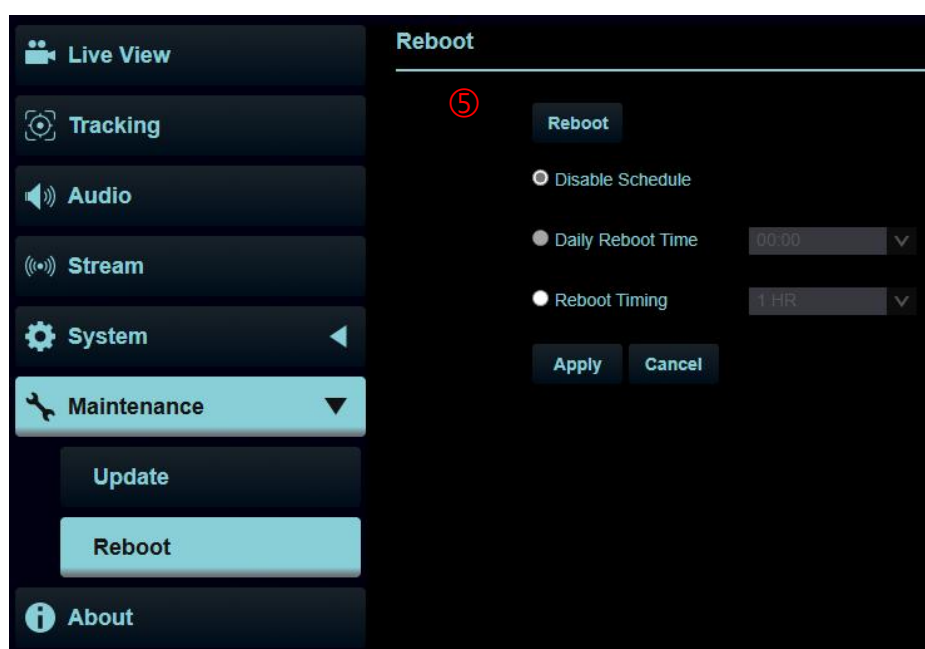 Live View
Tracking
Audio
Stream
System
Maintenance
Update
Reboot
About
Reboot
⑤
Reboot
Disable Schedule
Daily Reboot Time 00:00
Reboot Timing 1 HR
Apply Cancel